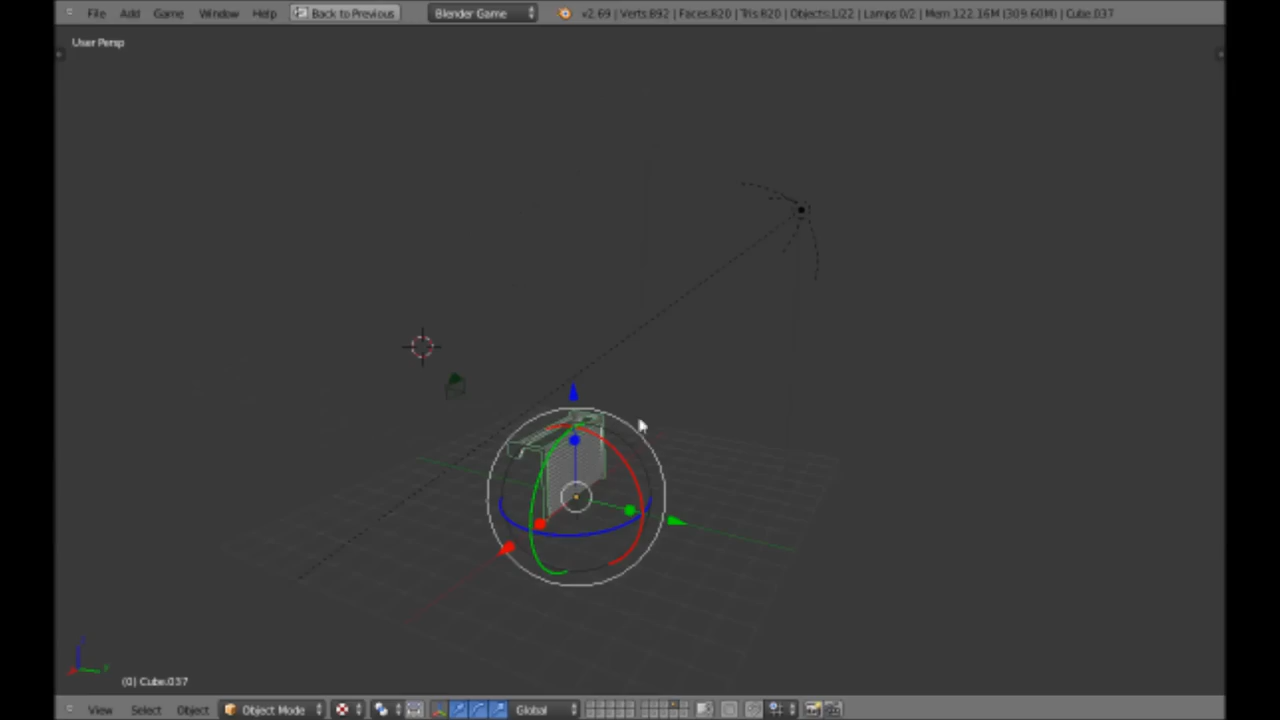 File Add Game Window Help Back to Previous Blender Game v2.69 | Verts:892 | Faces:820 | Tris:820 | Objects:1/22 | Lamps:0/2 | Mem:122.16M (309.60M) | Cube.037
User Persp
z
y
(0) Cube.037
View Select Object Object Mode Global